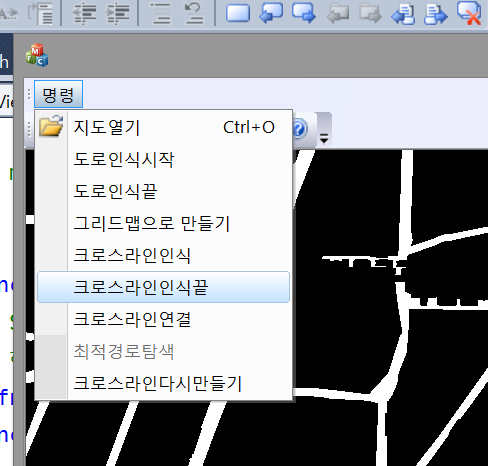 명령
지도열기 Ctrl+O
도로인식시작
도로인식끝
그리드맵으로 만들기
크로스라인인식
크로스라인인식끝
크로스라인연결
최적경로탐색
크로스라인다시만들기